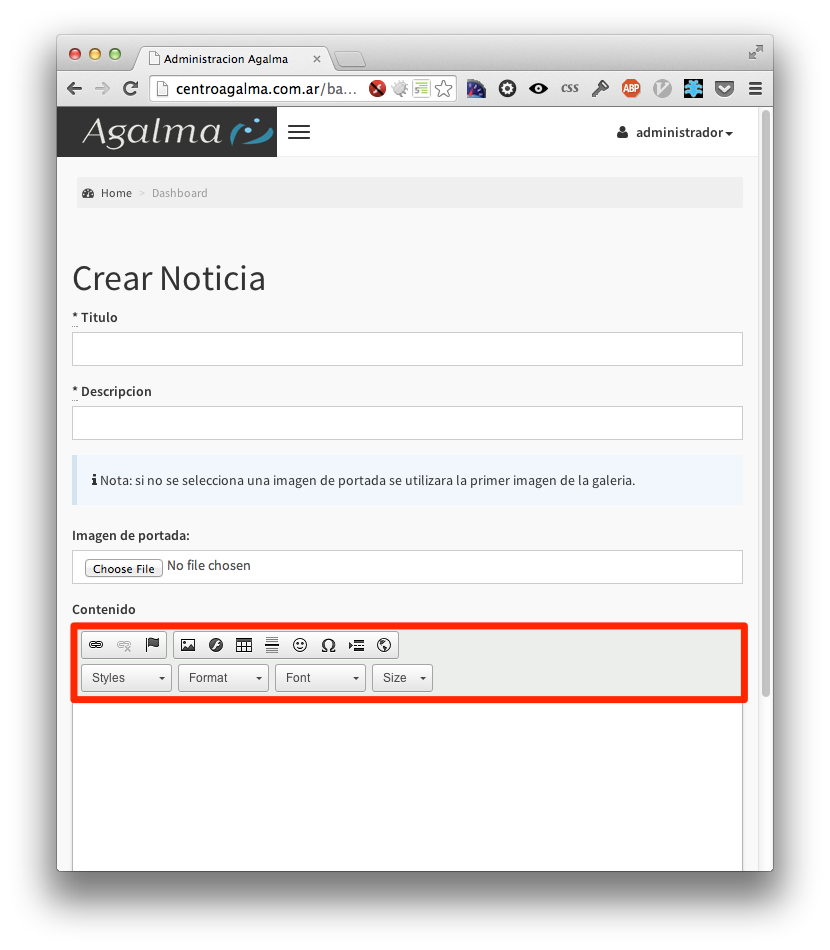 Administracion Agalma
centroagalma.com.ar/ba...
css
ABP
Agalma
administrador
Home > Dashboard
Crear Noticia
* Titulo
* Descripcion
Nota: si no se selecciona una imagen de portada se utilizara la primer imagen de la galeria.
Imagen de portada:
Choose File No file chosen
Contenido
Styles Format Font Size